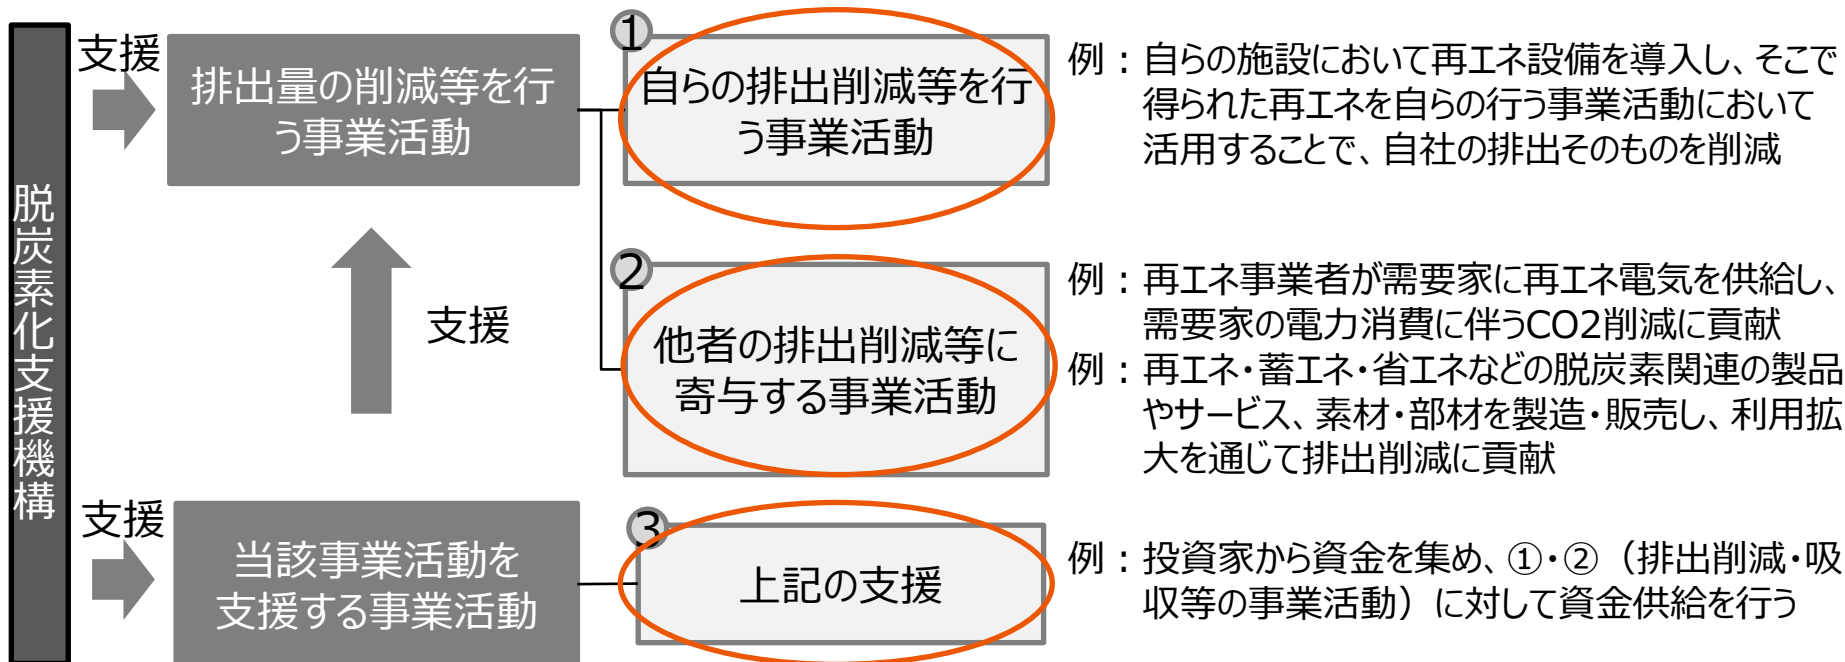 脱炭素化支援機構
支援
排出量の削減等を行
う事業活動
①
自らの排出削減等を行
う事業活動
例：自らの施設において再エネ設備を導入し、そこで
得られた再エネを自らの行う事業活動において
活用することで、自社の排出そのものを削減
支援
②
他者の排出削減等に
寄与する事業活動
例：再エネ事業者が需要家に再エネ電気を供給し、
需要家の電力消費に伴うCO2削減に貢献
例：再エネ・蓄エネ・省エネなどの脱炭素関連の製品
やサービス、素材・部材を製造・販売し、利用拡
大を通じて排出削減に貢献
支援
当該事業活動を
支援する事業活動
③
上記の支援
例：投資家から資金を集め、①・②（排出削減・吸
収等の事業活動）に対して資金供給を行う